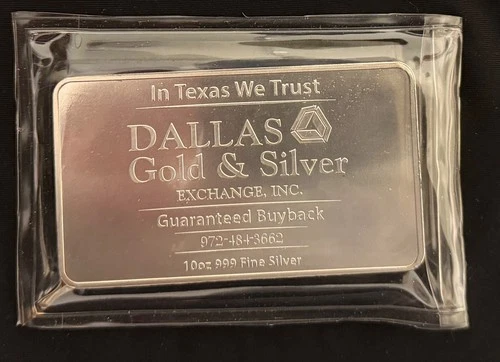 In Texas We Trust
DALLAS
Gold & Silver
EXCHANGE, INC.
Guaranteed Buyback
972-484-3662
10oz 999 Fine Silver